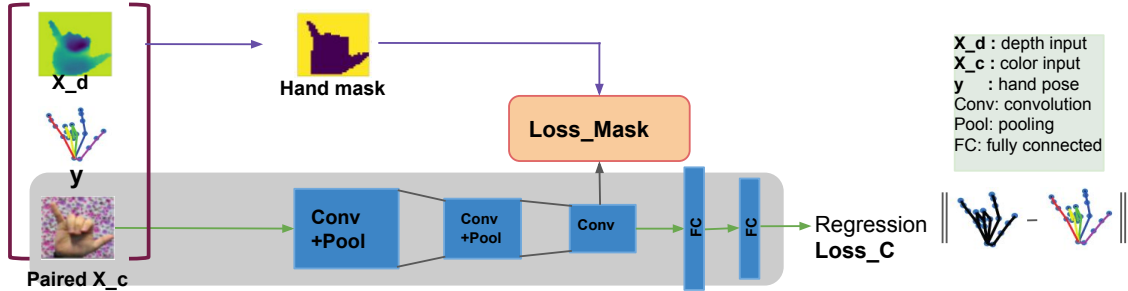 X_d
Hand mask
y
Paired X_c
Loss_Mask
Conv
+Pool
Conv
+Pool
Conv
FC
FC
Regression
Loss_C
X_d : depth input
X_c : color input
y : hand pose
Conv: convolution
Pool: pooling
FC: fully connected